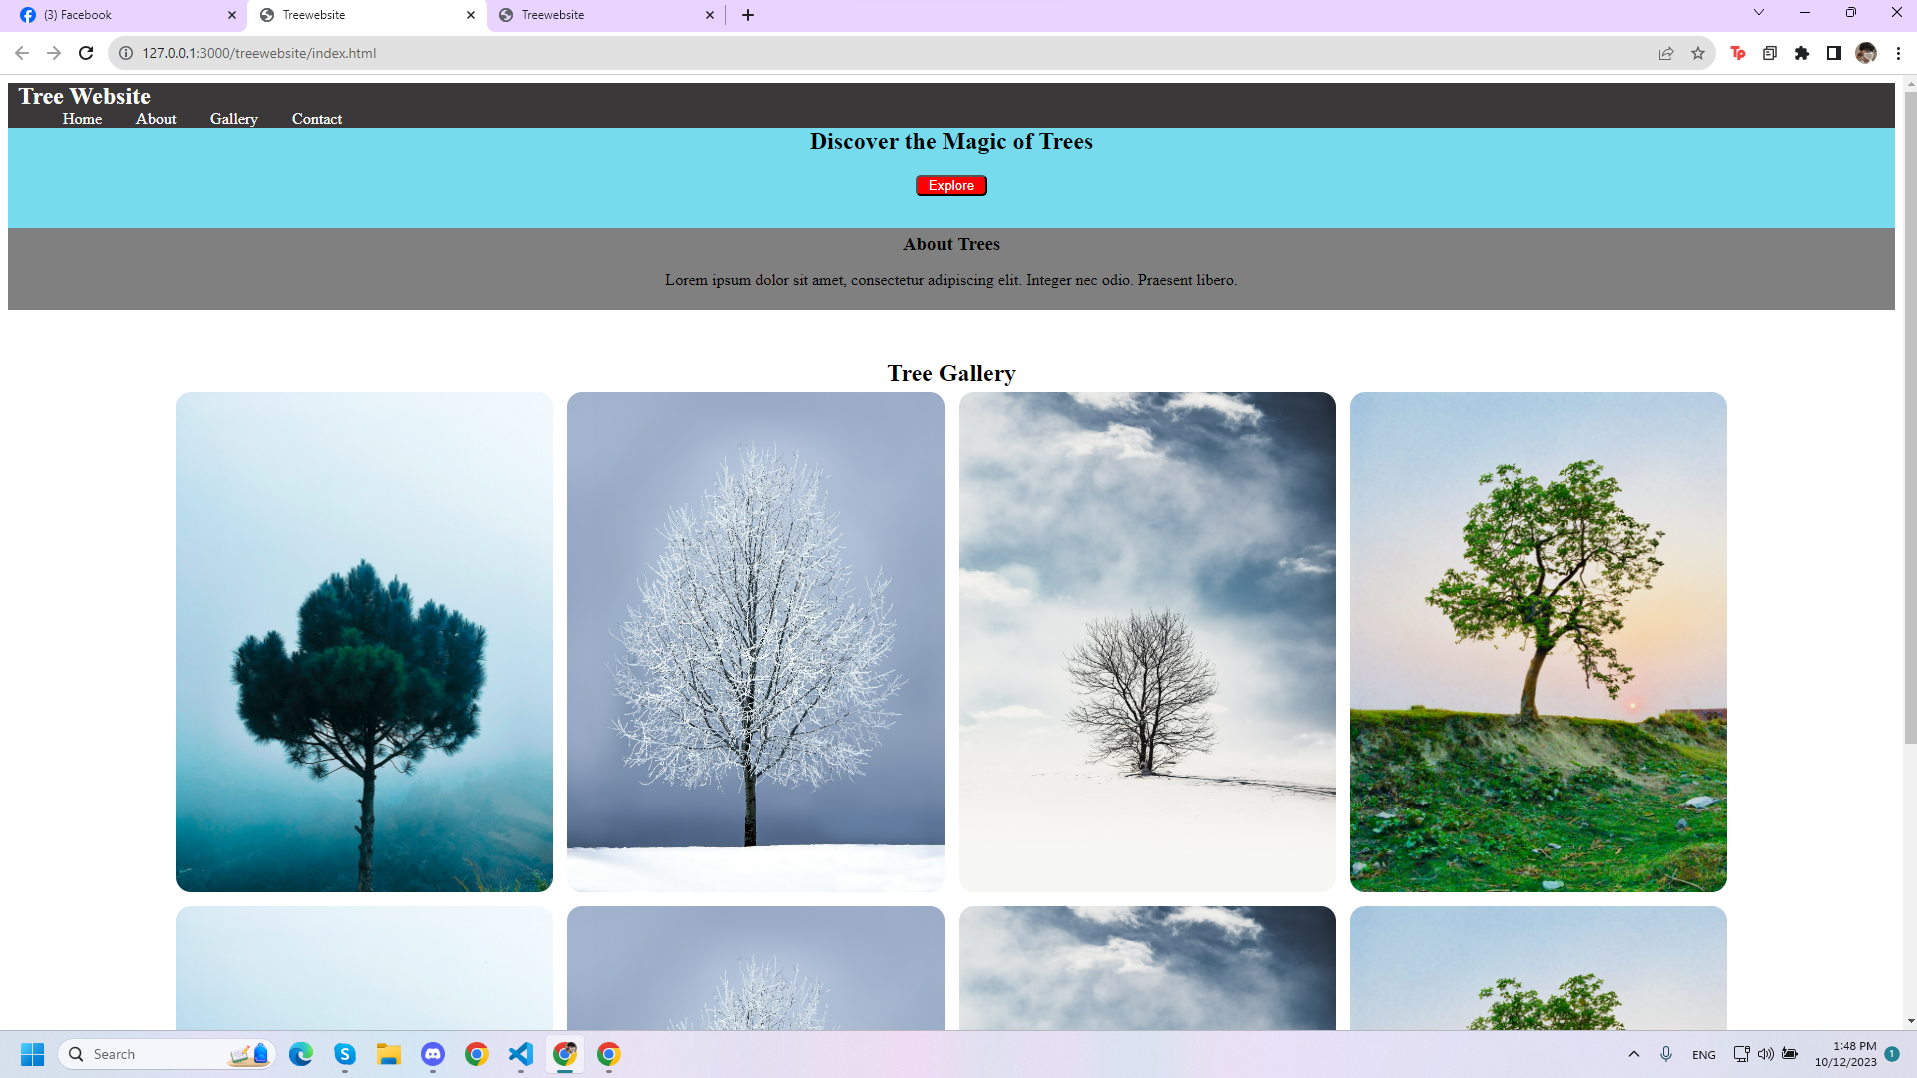 (3) Facebook
Treewebsite
Treewebsite
127.0.0.1:3000/treewebsite/index.html
Tp
Tree Website
Home About Gallery Contact
Discover the Magic of Trees
Explore
About Trees
Lorem ipsum dolor sit amet, consectetur adipiscing elit. Integer nec odio. Praesent libero.
Tree Gallery
Search
ENG
1:48 PM
10/12/2023
1